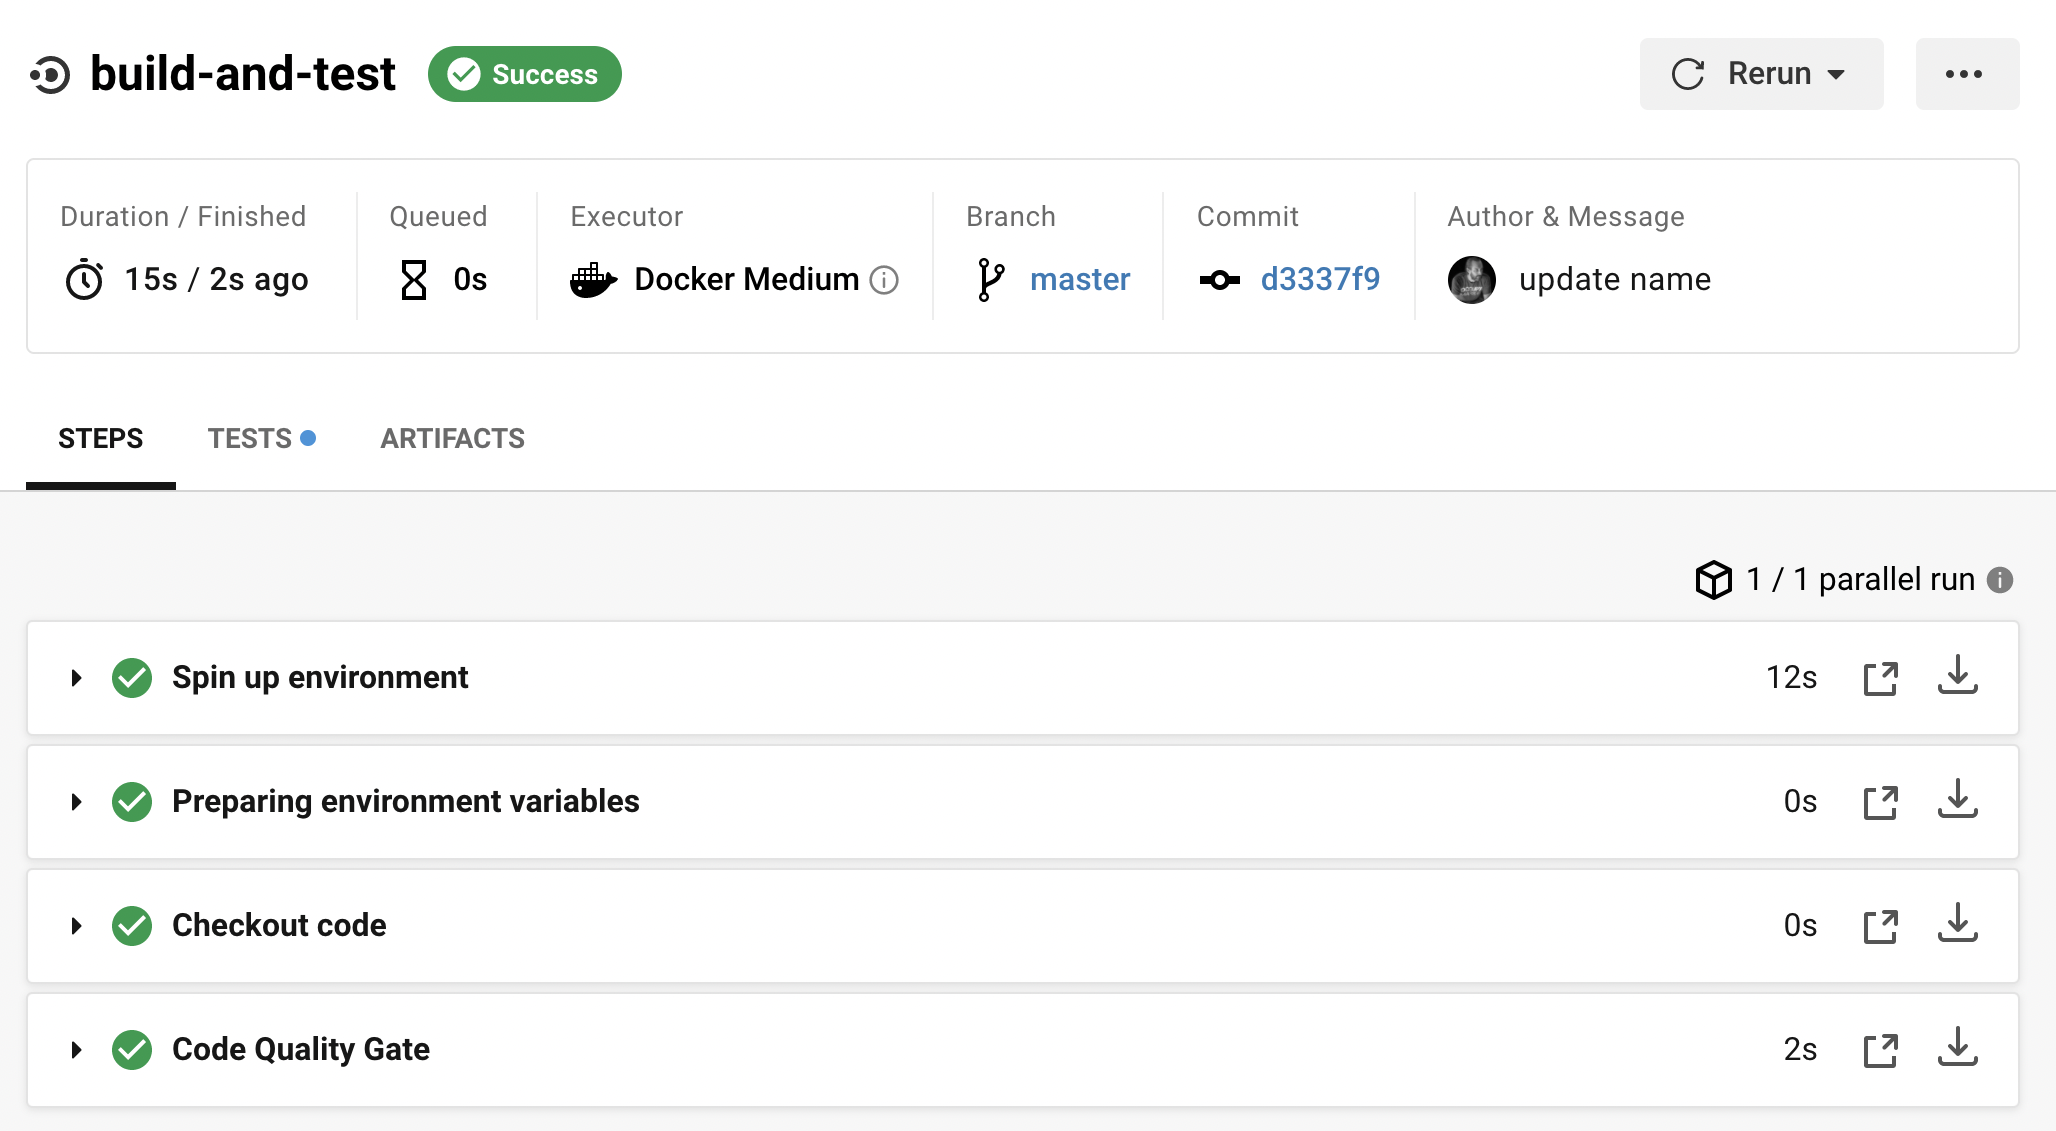 build-and-test Success Rerun
Duration / Finished Queued Executor Branch Commit Author & Message
15s / 2s ago 0s Docker Medium master d3337f9 update name
STEPS TESTS ARTIFACTS
1 / 1 parallel run
Spin up environment 12s
Preparing environment variables 0s
Checkout code 0s
Code Quality Gate 2s